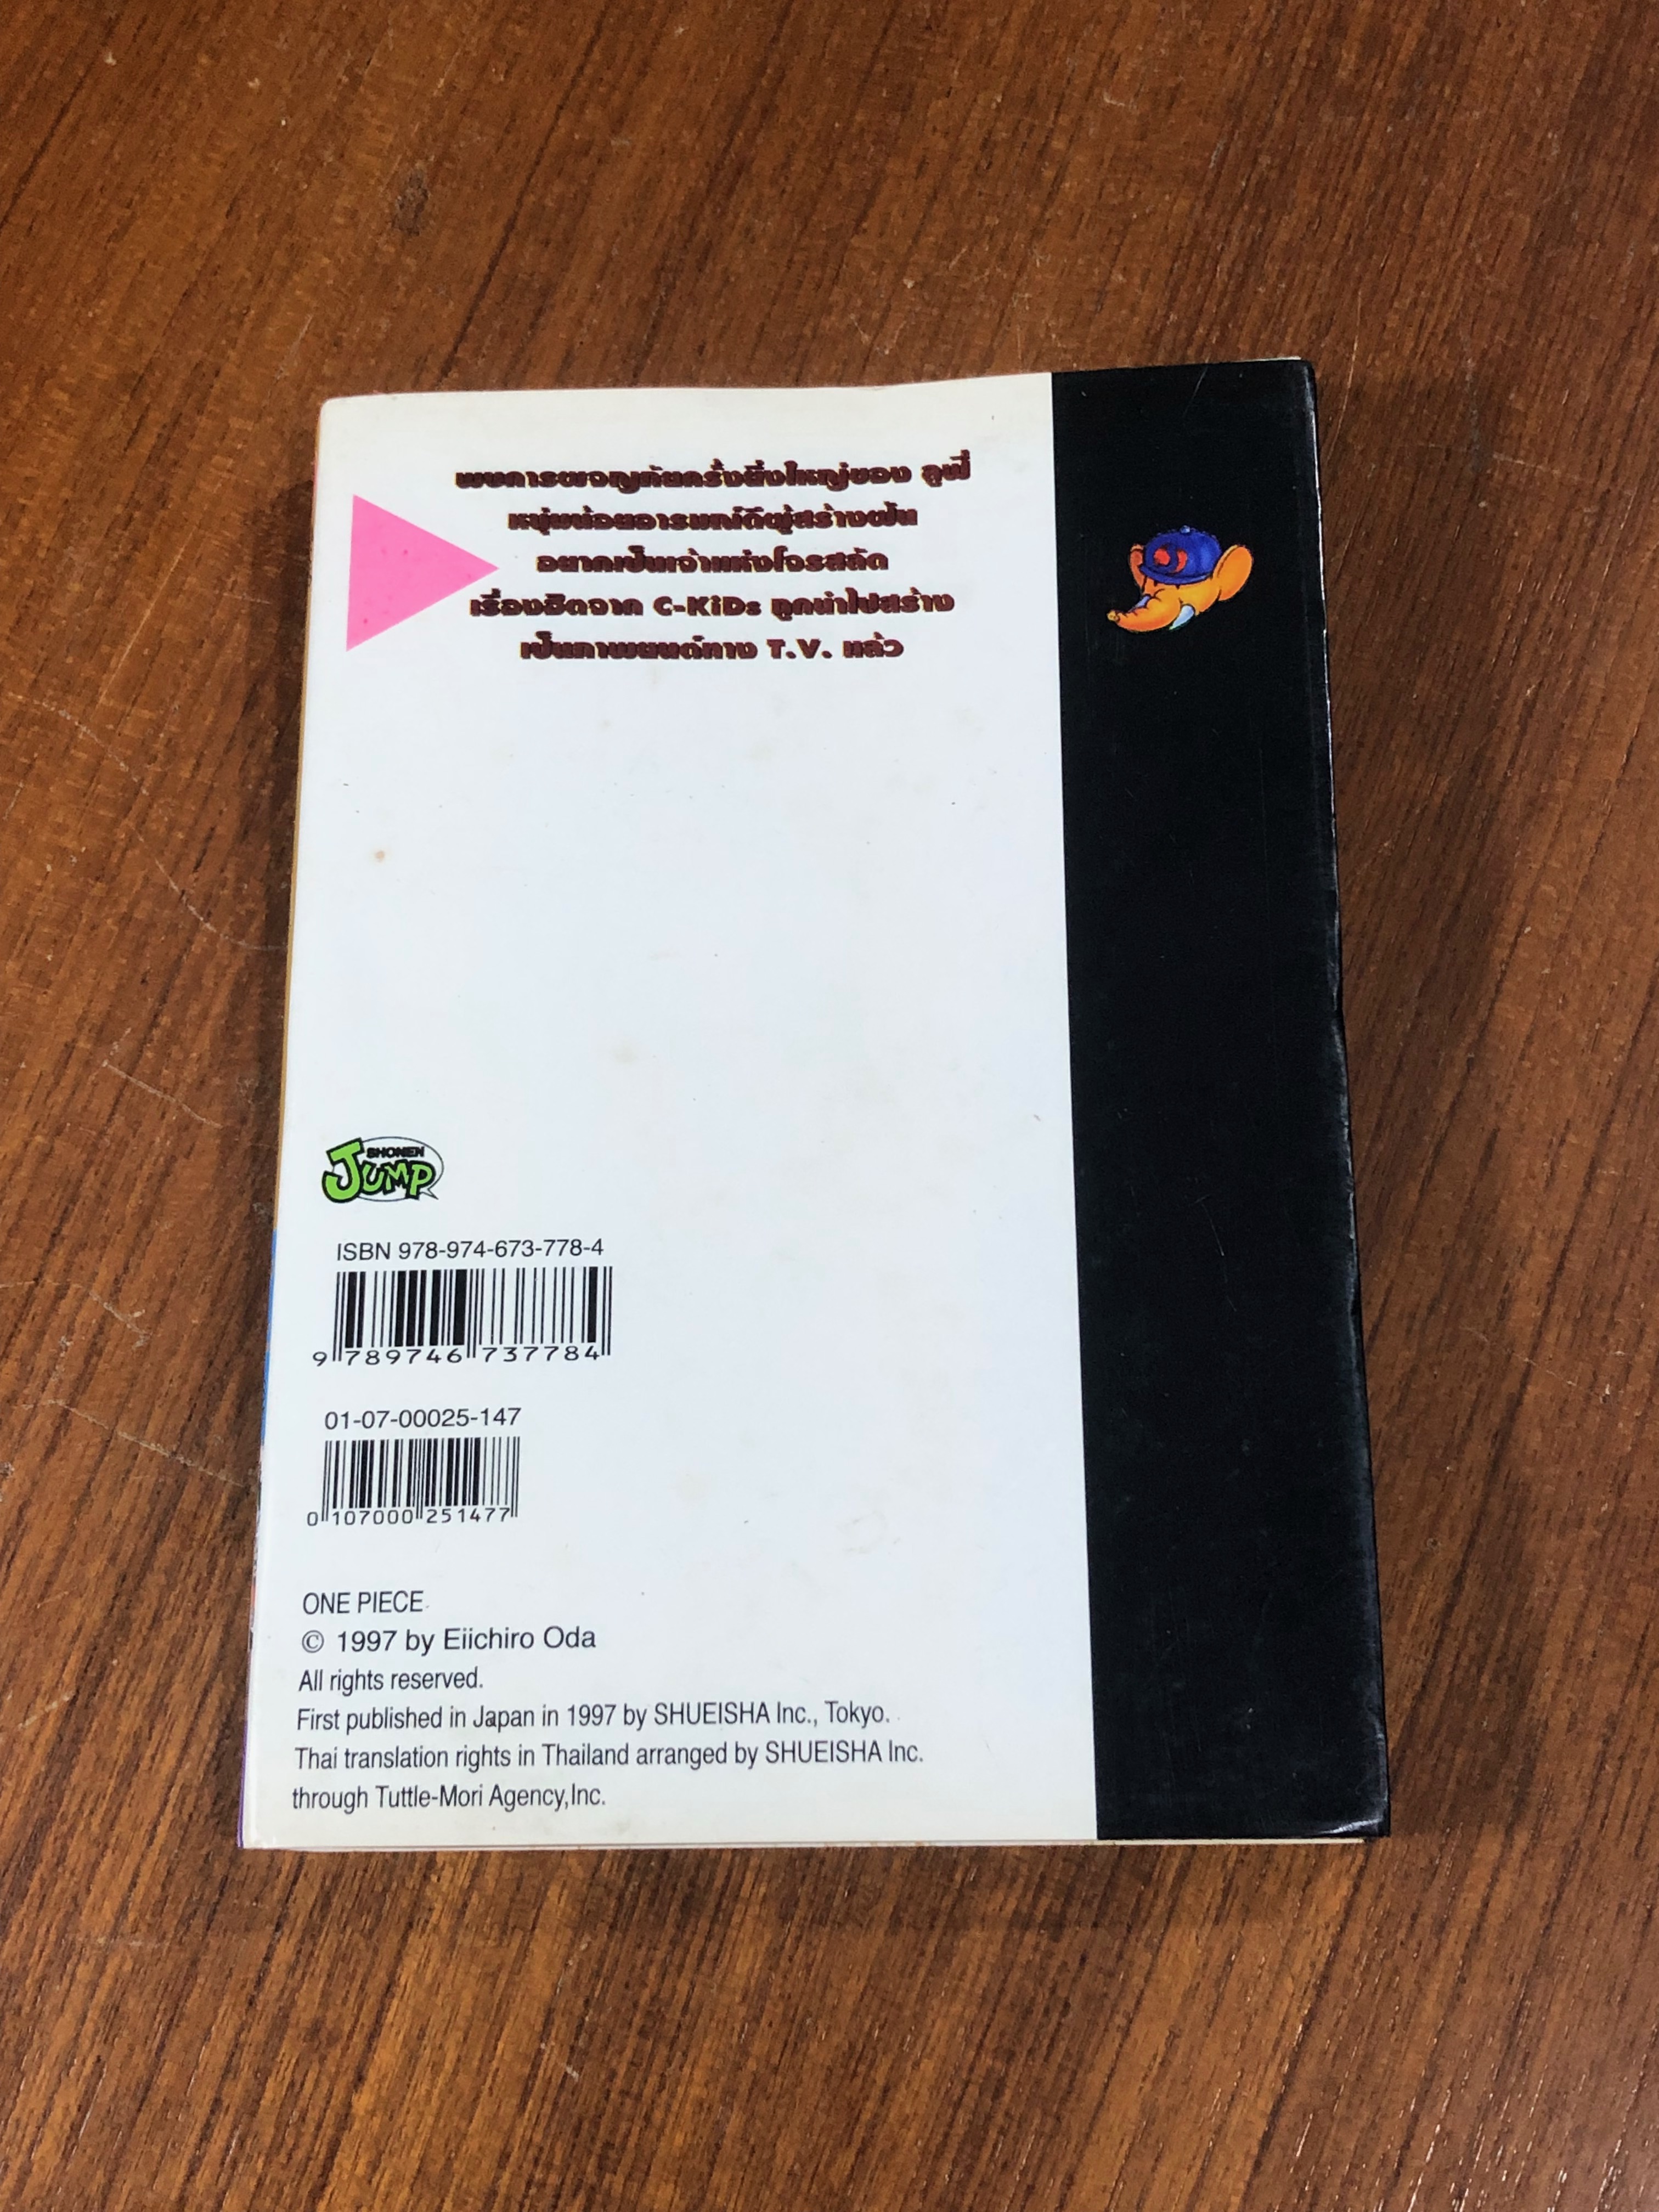 พบการผจญภัยครั้งยิ่งใหญ่ของ ลูฟี่
หนุ่มน้อยอารมณ์ดีผู้สร้างฝัน
อยากเป็นเจ้าแห่งโจรสลัด
เรื่องฮิตจาก C-KiDs ถูกนำไปสร้าง
เป็นภาพยนต์ทาง T.V. แล้ว
SHONEN
JUMP
ISBN 978-974-673-778-4
9 789746 737784
01-07-00025-147
0 107000 251477
ONE PIECE
© 1997 by Eiichiro Oda
All rights reserved.
First published in Japan in 1997 by SHUEISHA Inc., Tokyo.
Thai translation rights in Thailand arranged by SHUEISHA Inc.
through Tuttle-Mori Agency,Inc.